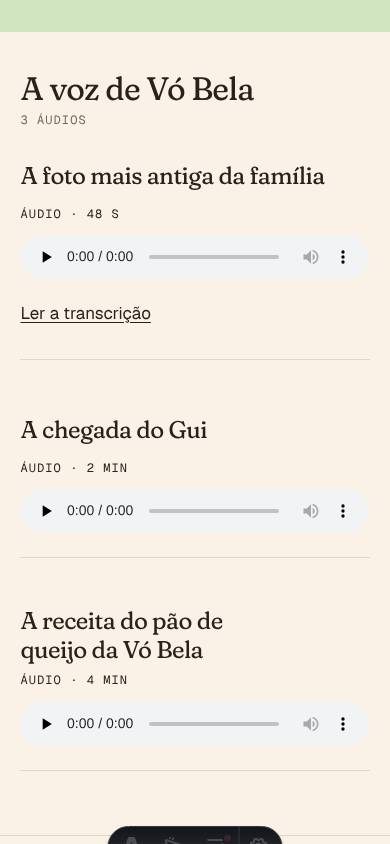 A voz de Vó Bela
3 ÁUDIOS
A foto mais antiga da família
ÁUDIO · 48 S
0:00 / 0:00
Ler a transcrição
A chegada do Gui
ÁUDIO · 2 MIN
0:00 / 0:00
A receita do pão de
queijo da Vó Bela
ÁUDIO · 4 MIN
0:00 / 0:00